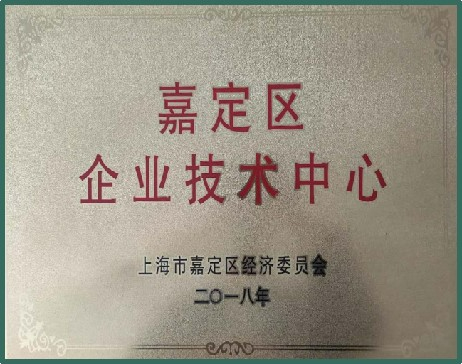 嘉定区
企业技术中心
上海市嘉定区经济委员会
二〇一八年